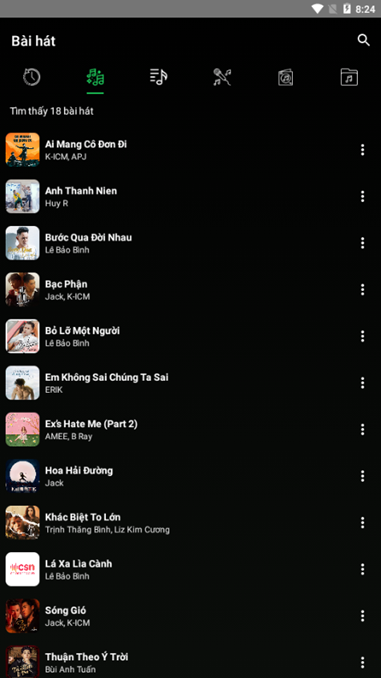 8:24
Bài hát
Tìm thấy 18 bài hát
Ai Mang Cô Đơn Đi
K-ICM, APJ
Anh Thanh Nien
Huy R
Bước Qua Đời Nhau
Lê Bảo Bình
Bạc Phận
Jack, K-ICM
Bỏ Lỡ Một Người
Lê Bảo Bình
Em Không Sai Chúng Ta Sai
ERIK
Ex's Hate Me (Part 2)
AMEE, B Ray
Hoa Hải Đường
Jack
Khác Biệt To Lớn
Trịnh Thăng Bình, Liz Kim Cương
csn
Lá Xa Lìa Cành
Lê Bảo Bình
Sóng Gió
Jack, K-ICM
Thuận Theo Ý Trời
Bùi Anh Tuấn